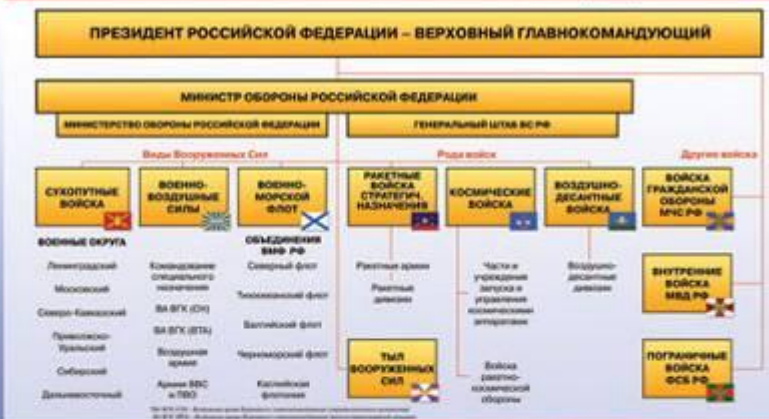 ПРЕЗИДЕНТ РОССИЙСКОЙ ФЕДЕРАЦИИ – ВЕРХОВНЫЙ ГЛАВНОКОМАНДУЮЩИЙ
МИНИСТР ОБОРОНЫ РОССИЙСКОЙ ФЕДЕРАЦИИ
МИНИСТЕРСТВО ОБОРОНЫ РОССИЙСКОЙ ФЕДЕРАЦИИ
ГЕНЕРАЛЬНЫЙ ШТАБ ВС РФ
Виды Вооруженных Сил
Рода войск
Другие войска
СУХОПУТНЫЕ
ВОЙСКА
ВОЕННЫЕ ОКРУГА
Ленинградский
Московский
Северо-Кавказский
Приволжско-
Уральский
Сибирский
Дальневосточный
ВОЕННО-
ВОЗДУШНЫЕ
СИЛЫ
Командование
специального
назначения
ВА ВГК (СН)
ВА ВГК (ВТА)
Воздушная
армия
Армии ВВС
и ПВО
ВОЕННО-
МОРСКОЙ
ФЛОТ
ОБЪЕДИНЕНИЯ
ВМФ РФ
Северный флот
Тихоокеанский флот
Балтийский флот
Черноморский флот
Каспийская
флотилия
РАКЕТНЫЕ
ВОЙСКА
СТРАТЕГИЧ.
НАЗНАЧЕНИЯ
Ракетные армии
Ракетные
дивизии
ТЫЛ
ВООРУЖЕННЫХ
СИЛ
КОСМИЧЕСКИЕ
ВОЙСКА
Части и
учреждения
запуска и
управления
космическими
аппаратами
Войска
ракетно-
космической
обороны
ВОЗДУШНО-
ДЕСАНТНЫЕ
ВОЙСКА
Воздушно-
десантные
дивизии
ВОЙСКА
ГРАЖДАНСКОЙ
ОБОРОНЫ
МЧС РФ
ВНУТРЕННИЕ
ВОЙСКА
МВД РФ
ПОГРАНИЧНЫЕ
ВОЙСКА
ФСБ РФ